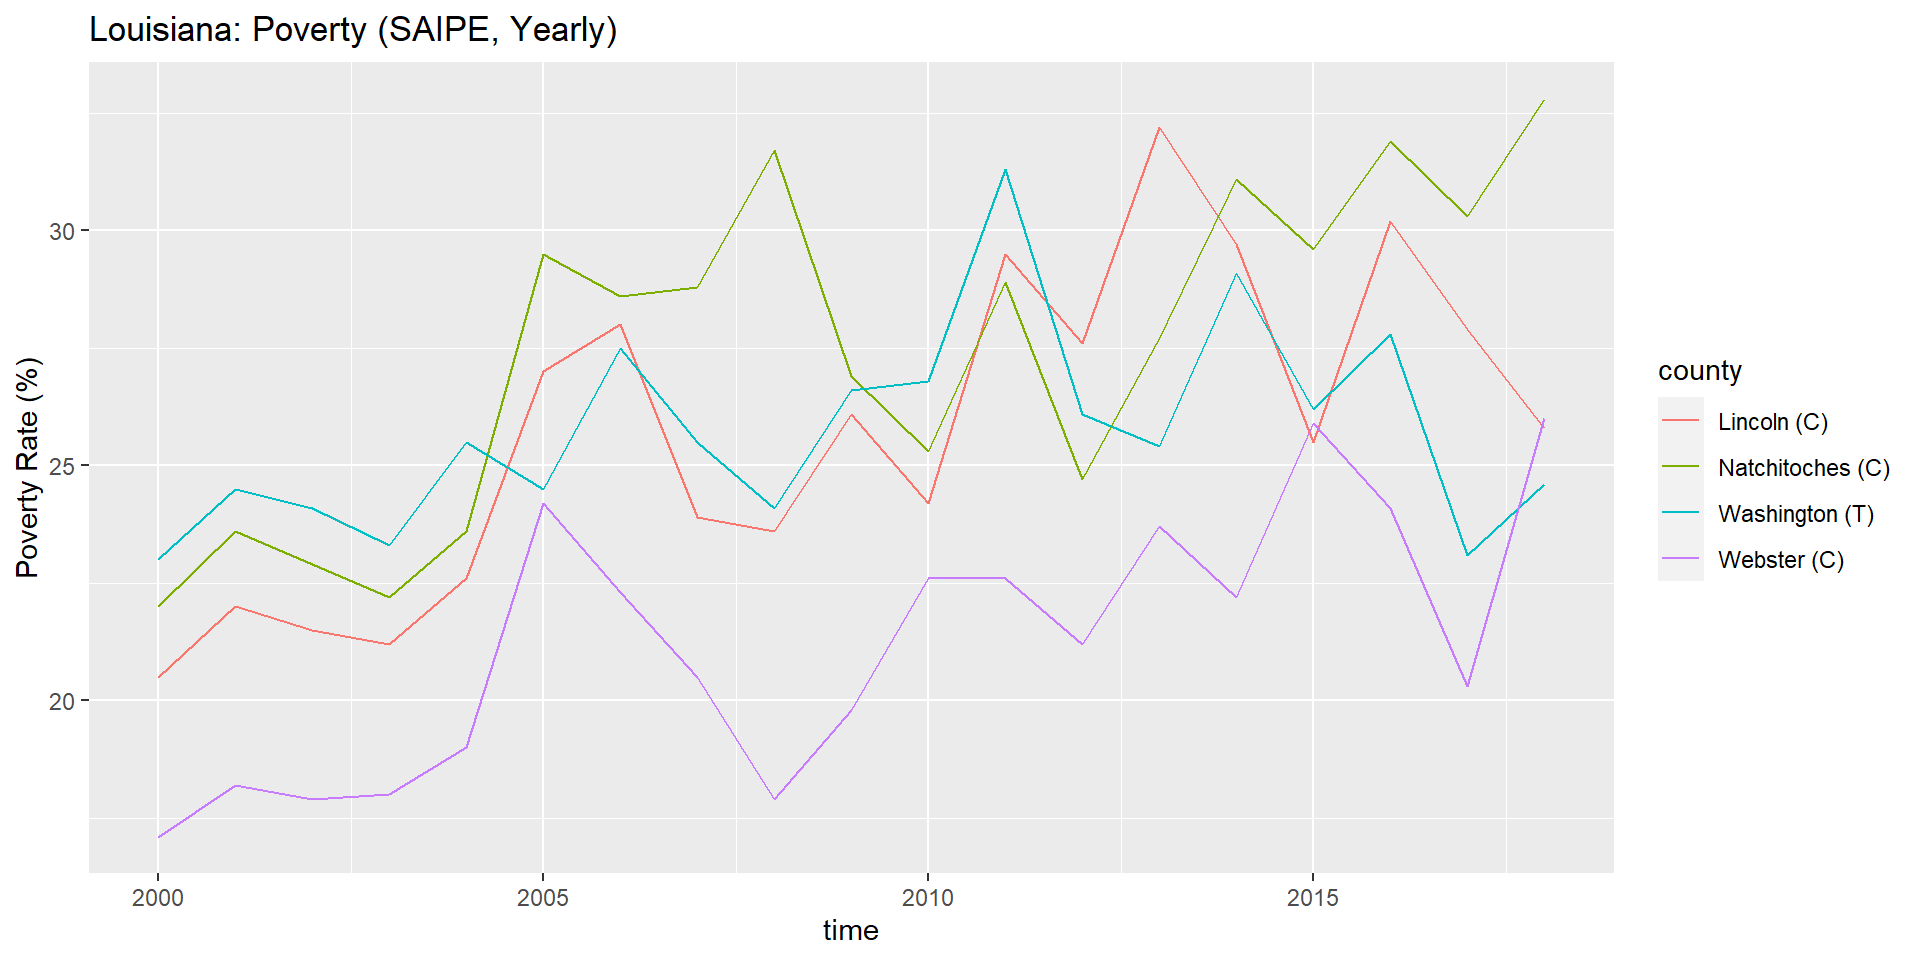 Louisiana: Poverty (SAIPE, Yearly)
Poverty Rate (%)
30
25
20
2000
2005
2010
2015
time
county
Lincoln (C)
Natchitoches (C)
Washington (T)
Webster (C)